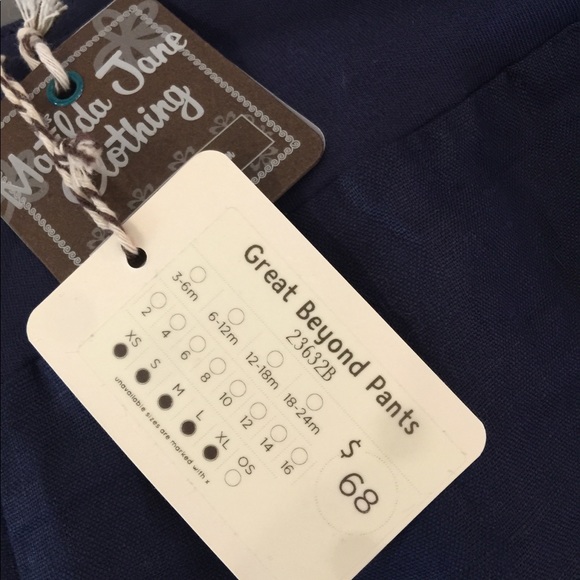 Matilda Jane
Clothing
Great Beyond Pants
23632B
3-6m 6-12m 12-18m 18-24m
2 4 6 8 10 12 14 16
XS S M L XL OS
unavailable sizes are marked with x
$ 68